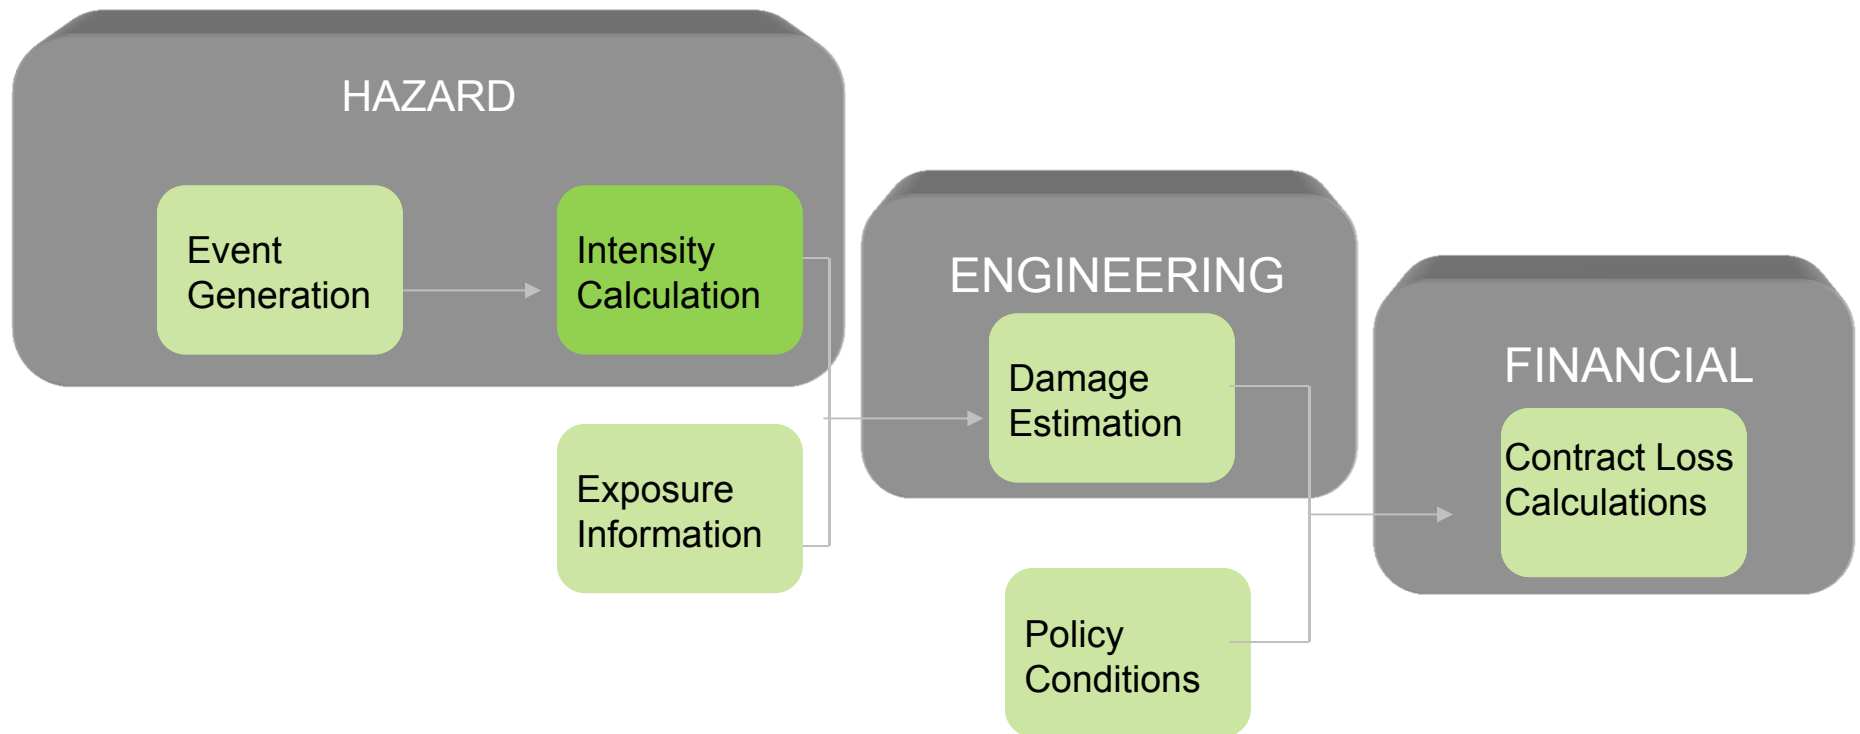 HAZARD
Event
Generation
Intensity
Calculation
Exposure
Information
ENGINEERING
Damage
Estimation
Policy
Conditions
FINANCIAL
Contract Loss
Calculations